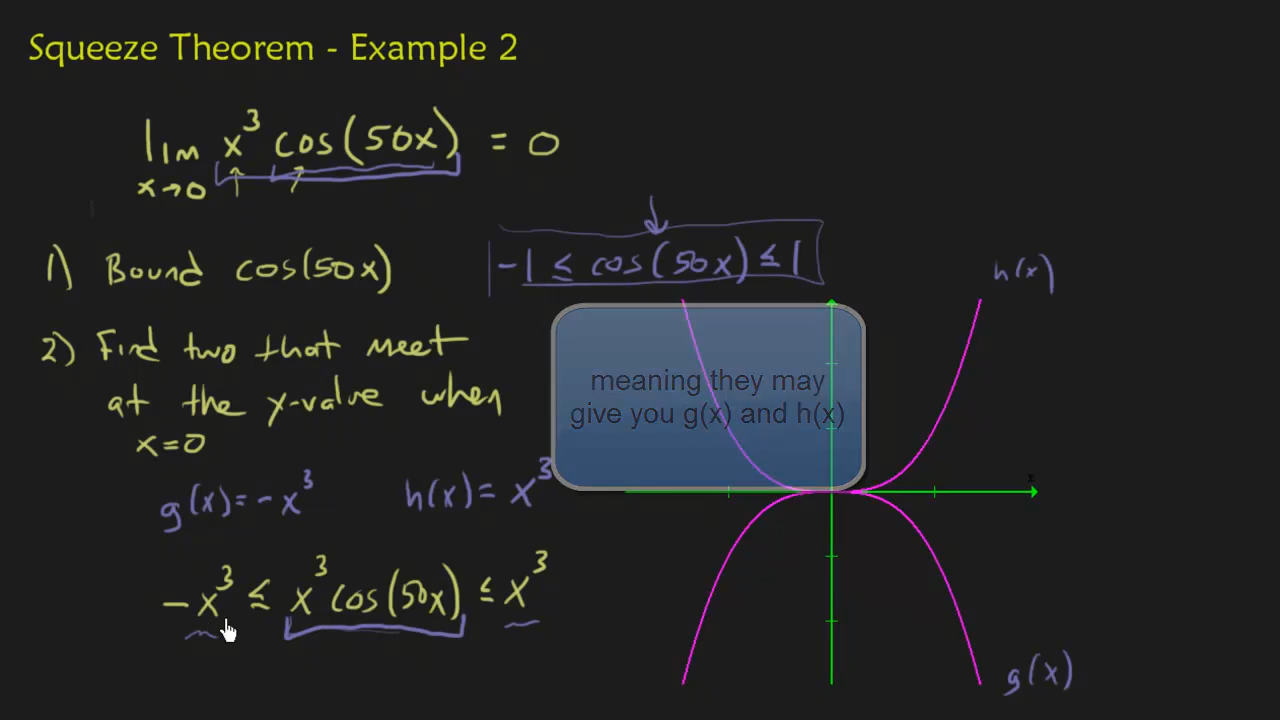 Squeeze Theorem - Example 2
lim x³ cos(50x) = 0
x→0
1) Bound cos(50x)
-1 ≤ cos(50x) ≤ 1
h(x)
2) Find two that meet
at the y-value when
x=0
meaning they may
give you g(x) and h(x)
x
g(x)=-x³ h(x)=x³
-x³ ≤ x³ cos(50x) ≤ x³
g(x)